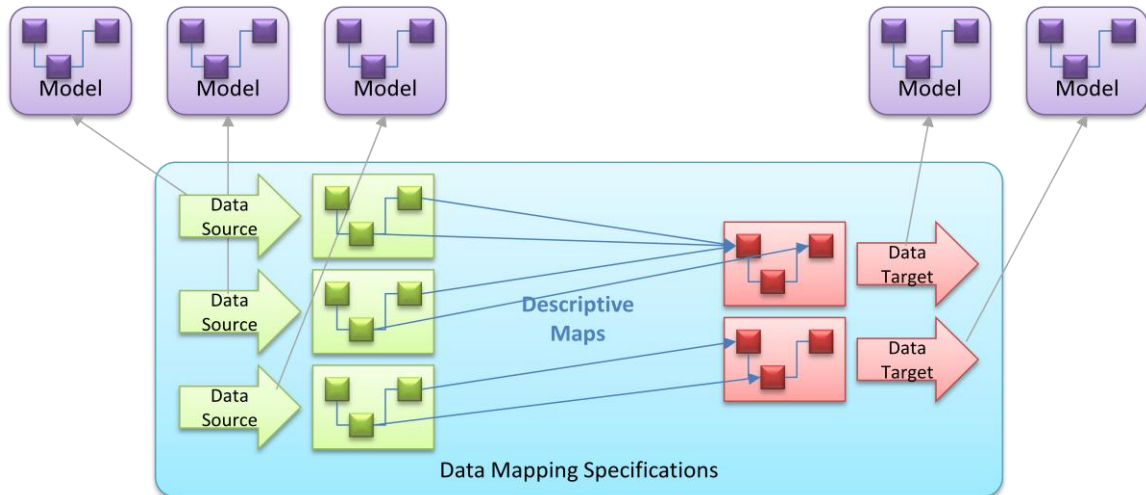 Model
Model
Model
Model
Model
Data
Source
Data
Source
Data
Source
Descriptive
Maps
Data
Target
Data
Target
Data Mapping Specifications